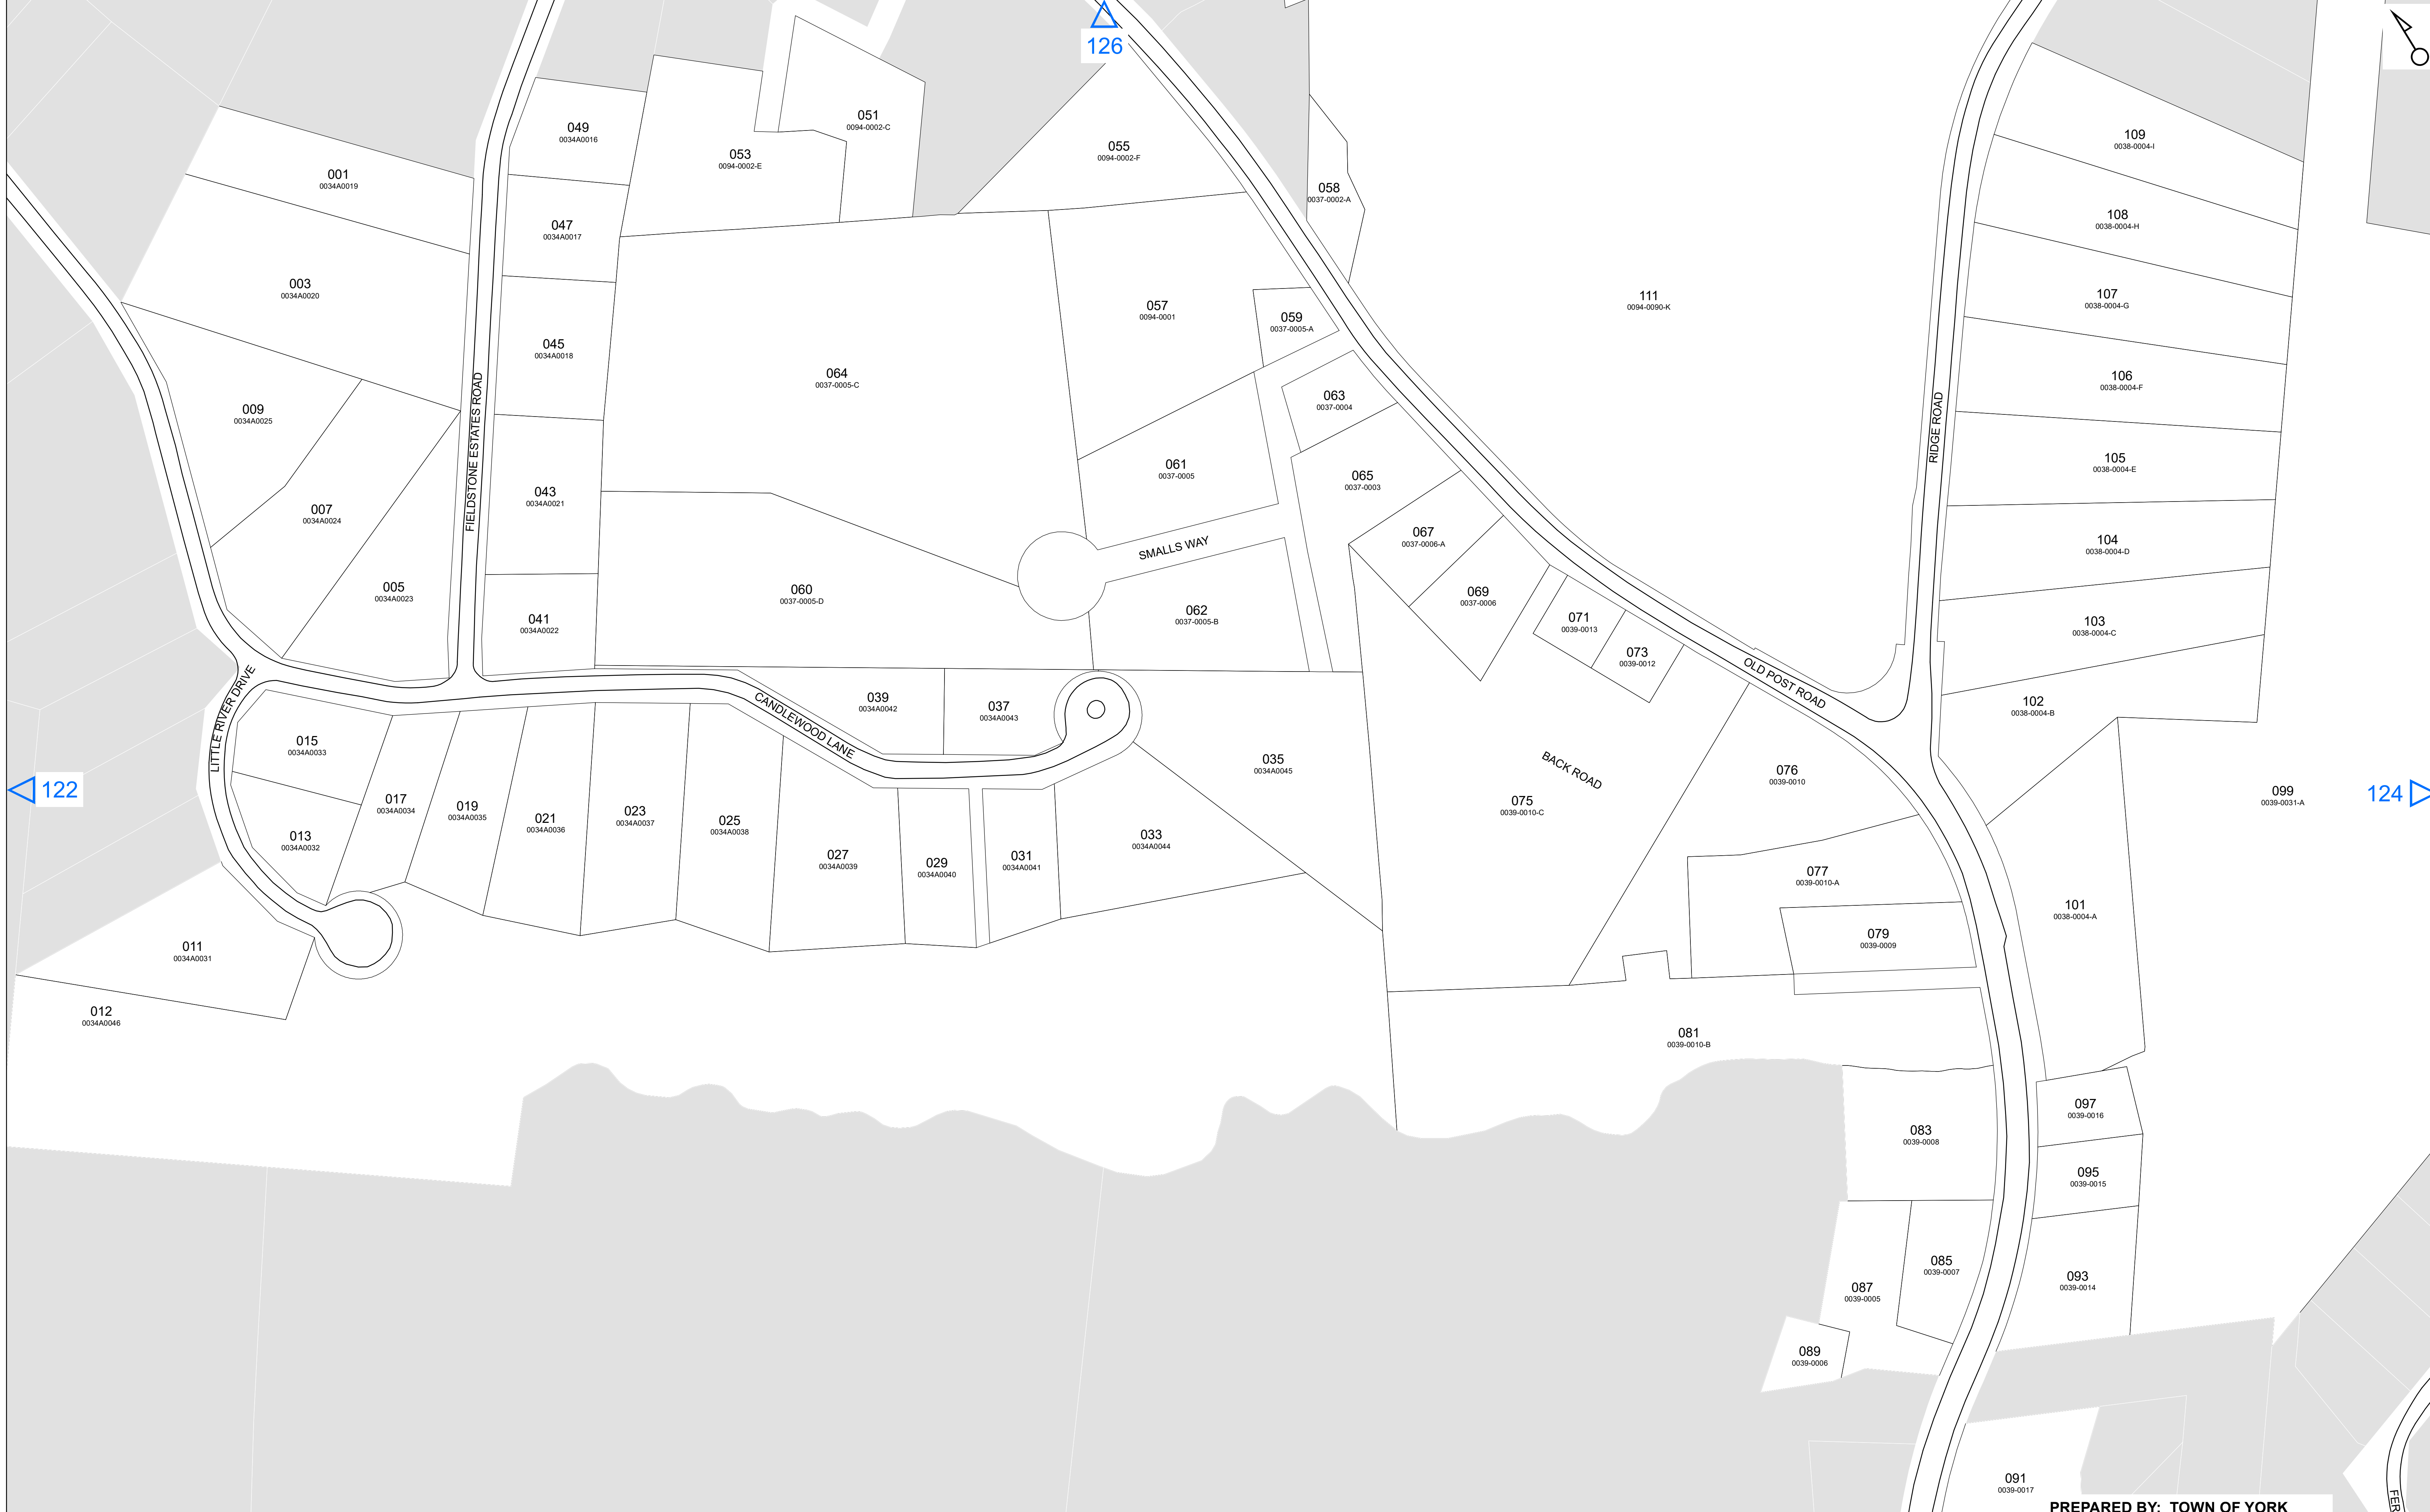 126
049
0034A0016
051
0094-0002-C
053
0094-0002-E
055
0094-0002-F
109
0038-0004-I
001
0034A0019
058
0037-0002-A
108
0038-0004-H
047
0034A0017
003
0034A0020
057
0094-0001
059
0037-0005-A
111
0094-0090-K
107
0038-0004-G
045
0034A0018
064
0037-0005-C
063
0037-0004
106
0038-0004-F
009
0034A0025
FIELDSTONE ESTATES ROAD
RIDGE ROAD
061
0037-0005
065
0037-0003
105
0038-0004-E
007
0034A0024
043
0034A0021
067
0037-0006-A
SMALLS WAY
104
0038-0004-D
005
0034A0023
060
0037-0005-D
069
0037-0006
041
0034A0022
062
0037-0005-B
071
0039-0013
103
0038-0004-C
073
0039-0012
OLD POST ROAD
LITTLE RIVER DRIVE
039
0034A0042
037
0034A0043
CANDLEWOOD LANE
102
0038-0004-B
015
0034A0033
035
0034A0045
BACK ROAD
076
0039-0010
122
017
0034A0034
019
0034A0035
021
0034A0036
023
0034A0037
025
0034A0038
075
0039-0010-C
099
0039-0031-A
124
013
0034A0032
027
0034A0039
029
0034A0040
031
0034A0041
033
0034A0044
077
0039-0010-A
101
0038-0004-A
079
0039-0009
011
0034A0031
012
0034A0046
081
0039-0010-B
097
0039-0016
083
0039-0008
095
0039-0015
085
0039-0007
087
0039-0005
093
0039-0014
089
0039-0006
091
0039-0017
FER
PREPARED BY: TOWN OF YORK